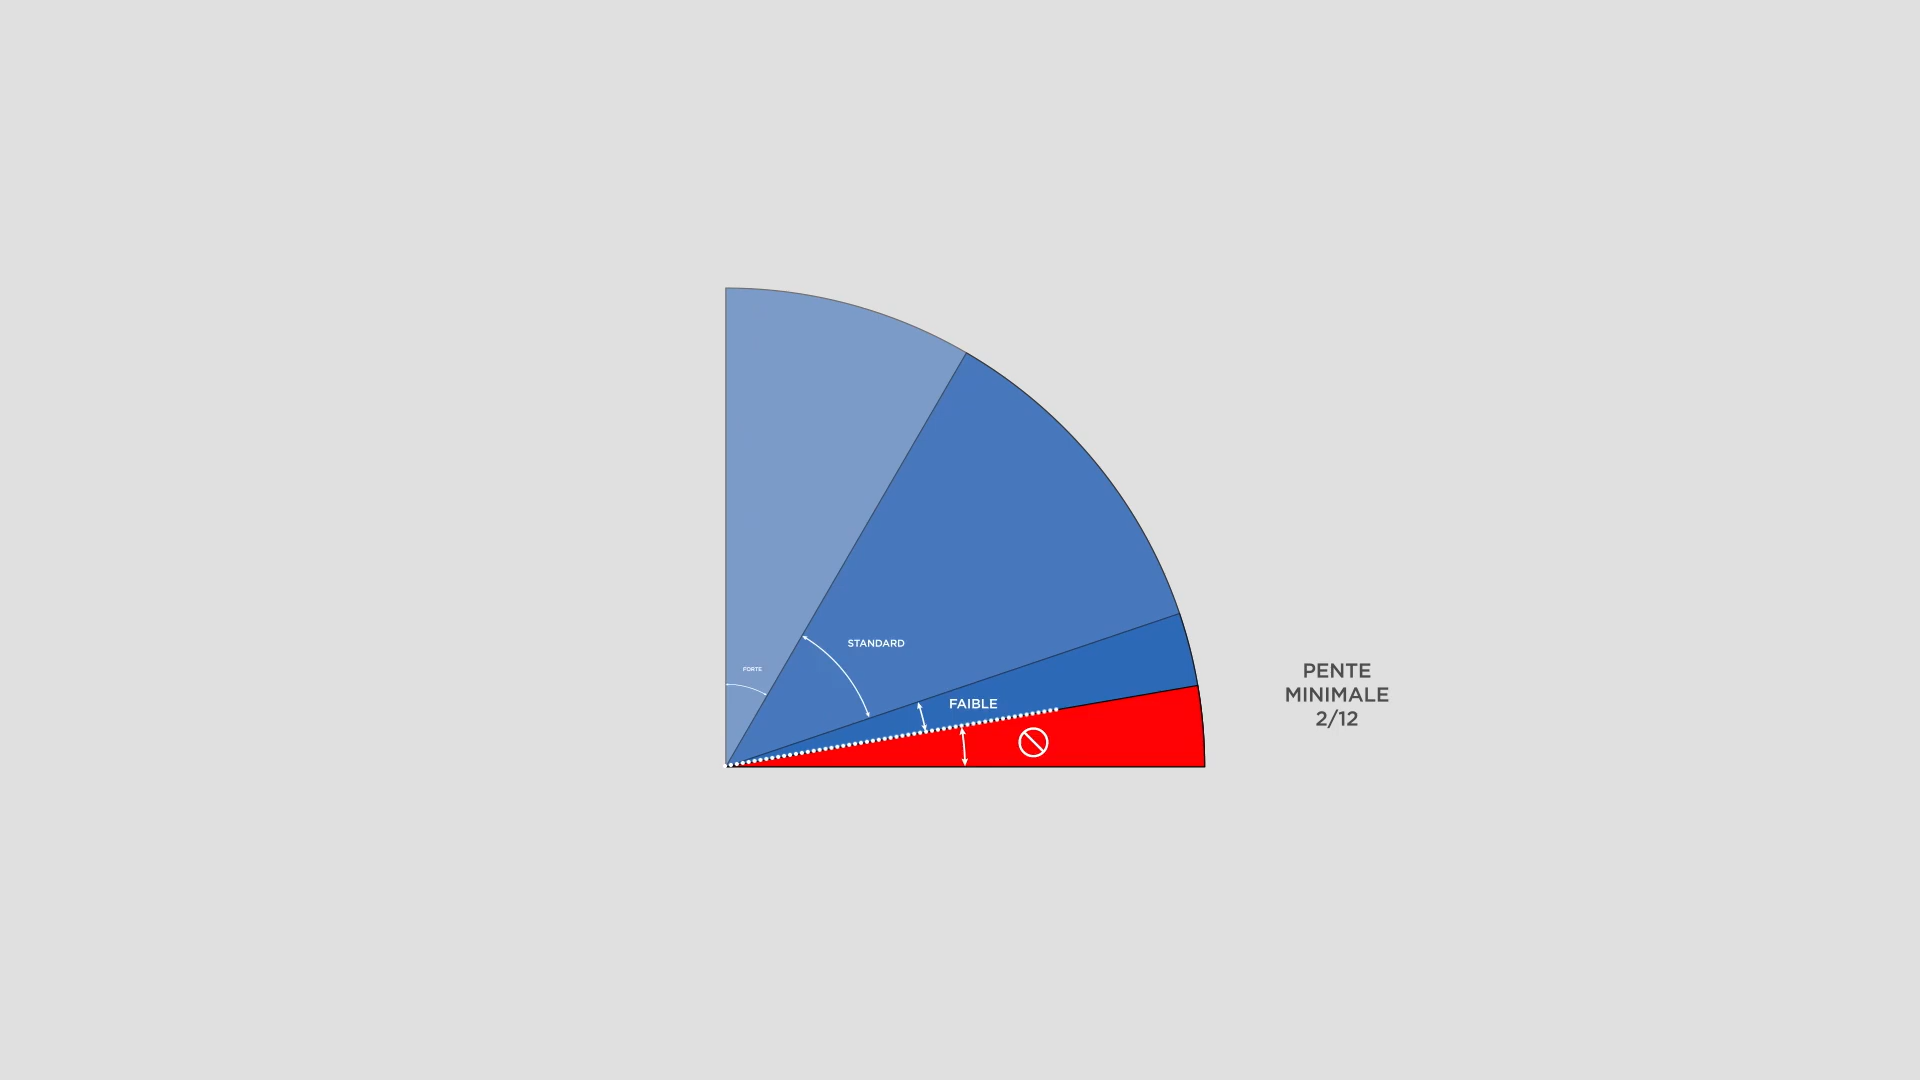 STANDARD
FORTE
FAIBLE
PENTE
MINIMALE
2/12